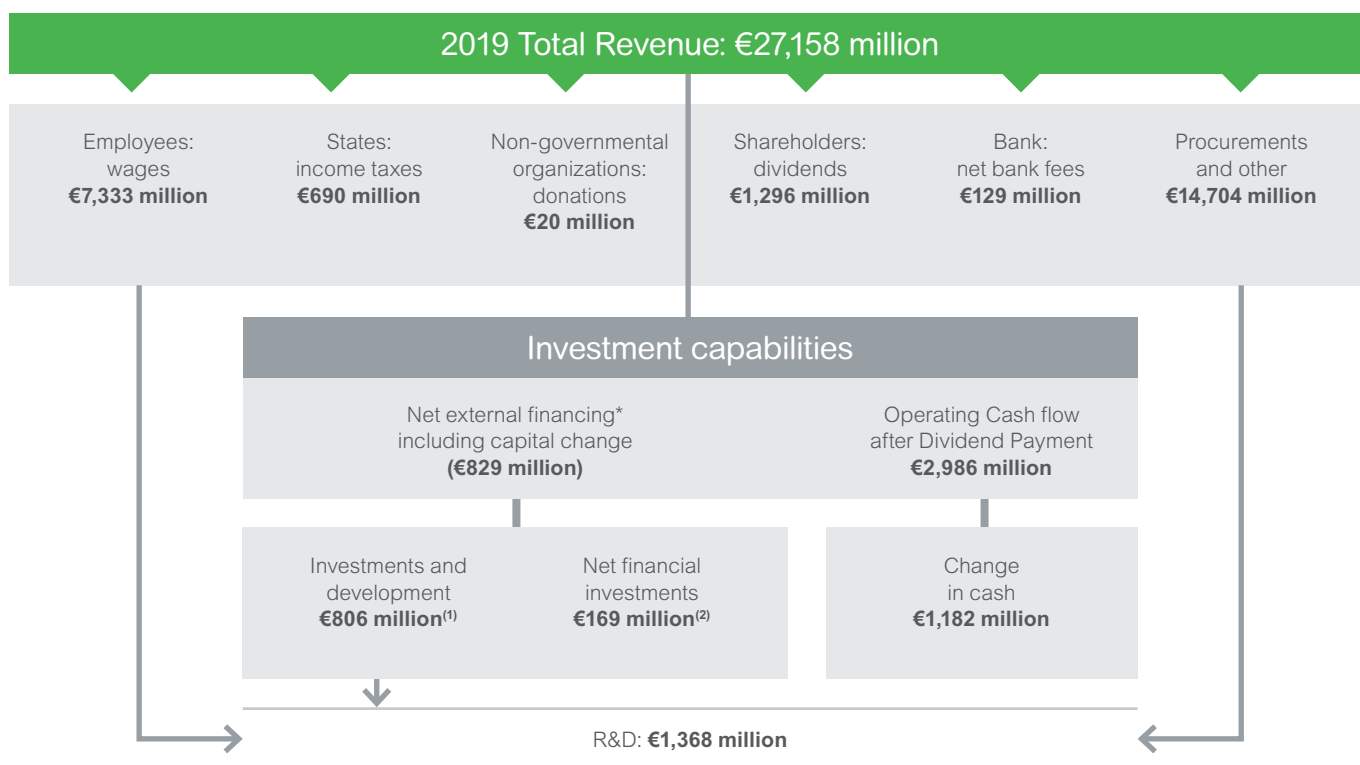 2019 Total Revenue: €27,158 million
Employees:
wages
€7,333 million
States:
income taxes
€690 million
Non-governmental
organizations:
donations
€20 million
Shareholders:
dividends
€1,296 million
Bank:
net bank fees
€129 million
Procurements
and other
€14,704 million
Investment capabilities
Net external financing*
including capital change
(€829 million)
Operating Cash flow
after Dividend Payment
€2,986 million
Investments and
development
€806 million(1)
Net financial
investments
€169 million(2)
Change
in cash
€1,182 million
R&D: €1,368 million